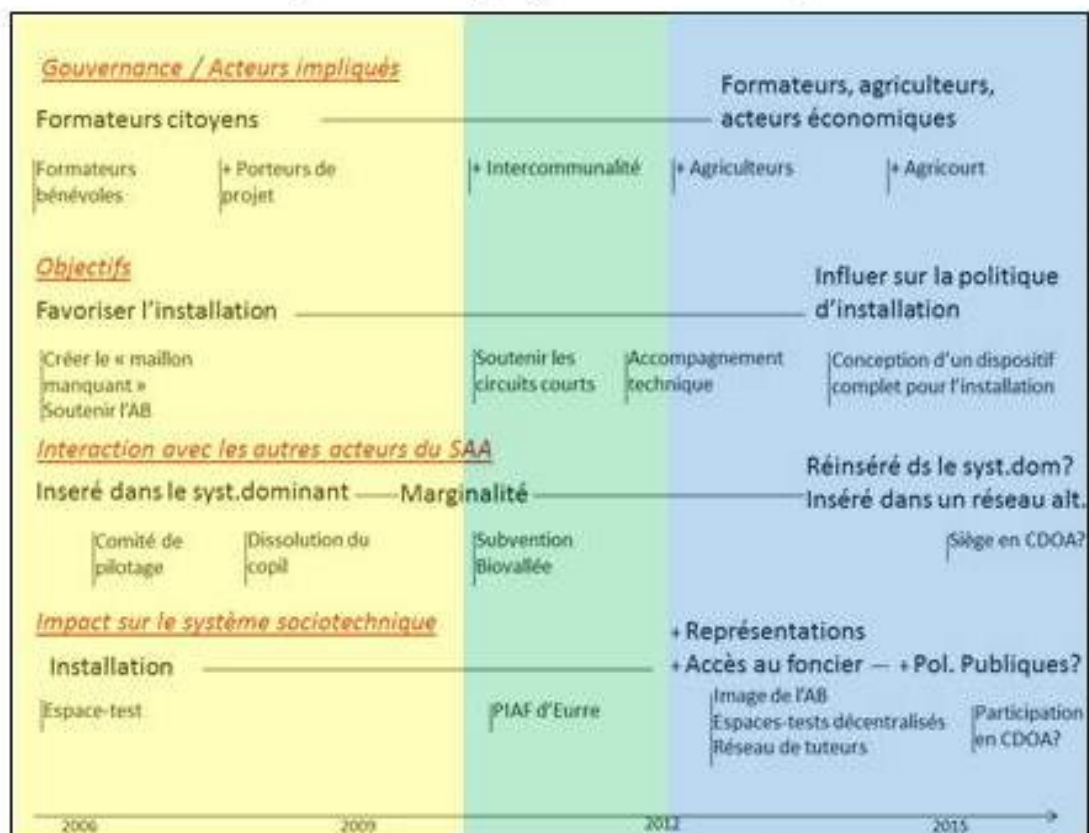 Gouvernance / Acteurs impliqués
Formateurs citoyens
Formateurs, agriculteurs,
acteurs économiques
Formateurs
bénévoles
+ Porteurs de
projet
+ Intercommunalité
+ Agriculteurs
+ Agricourt
Objectifs
Favoriser l'installation
Influer sur la politique
d'installation
Créer le « maillon
manquant »
Soutenir l'AB
Soutenir les
circuits courts
Accompagnement
technique
Conception d'un dispositif
complet pour l'installation
Interaction avec les autres acteurs du SAA
Inseré dans le syst.dominant
Marginalité
Réinséré ds le syst.dom?
Inséré dans un réseau alt.
Comité de
pilotage
Dissolution du
copil
Subvention
Biovallée
Siège en CDOA?
Impact sur le système sociotechnique
Installation
+ Représentations
+ Accès au foncier — + Pol. Publiques?
Espace-test
PIAF d'Eurre
Image de l'AB
Espaces-tests décentralisés
Réseau de tuteurs
Participation
en CDOA?
2006 2009 2012 2015